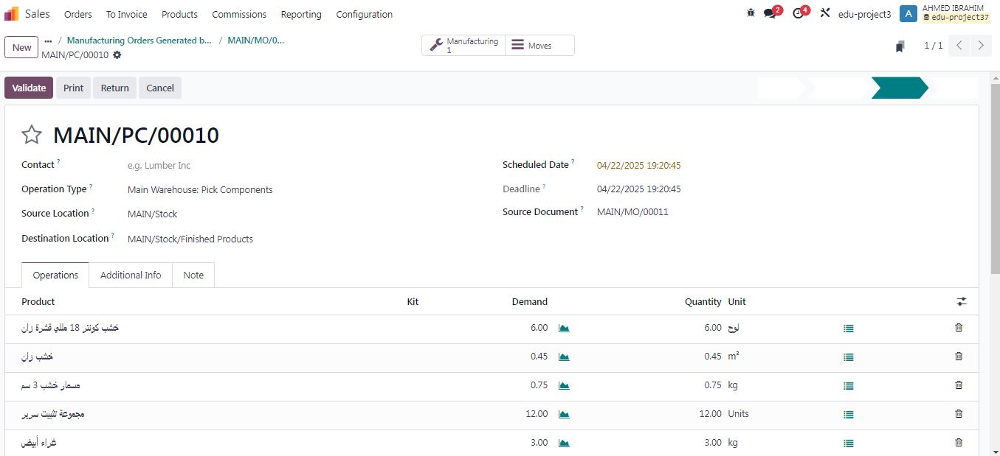 Sales Orders To Invoice Products Commissions Reporting Configuration 2 4 edu-project3 A AHMED IBRAHIM
edu-project37
New ... / Manufacturing Orders Generated b... / MAIN/MO/0...
MAIN/PC/00010
Manufacturing
1
Moves
1 / 1
Validate Print Return Cancel
MAIN/PC/00010
Contact ? e.g. Lumber Inc
Scheduled Date ? 04/22/2025 19:20:45
Operation Type ? Main Warehouse: Pick Components
Deadline ? 04/22/2025 19:20:45
Source Location ? MAIN/Stock
Source Document ? MAIN/MO/00011
Destination Location ? MAIN/Stock/Finished Products
Operations Additional Info Note
Product Kit Demand Quantity Unit
خشب كونتر 18 مللي قشرة زان 6.00 6.00 لوح
خشب زان 0.45 0.45 m³
مسمار خشب 3 سم 0.75 0.75 kg
مجموعة تثبيت سرير 12.00 12.00 Units
غراء أبيض 3.00 3.00 kg